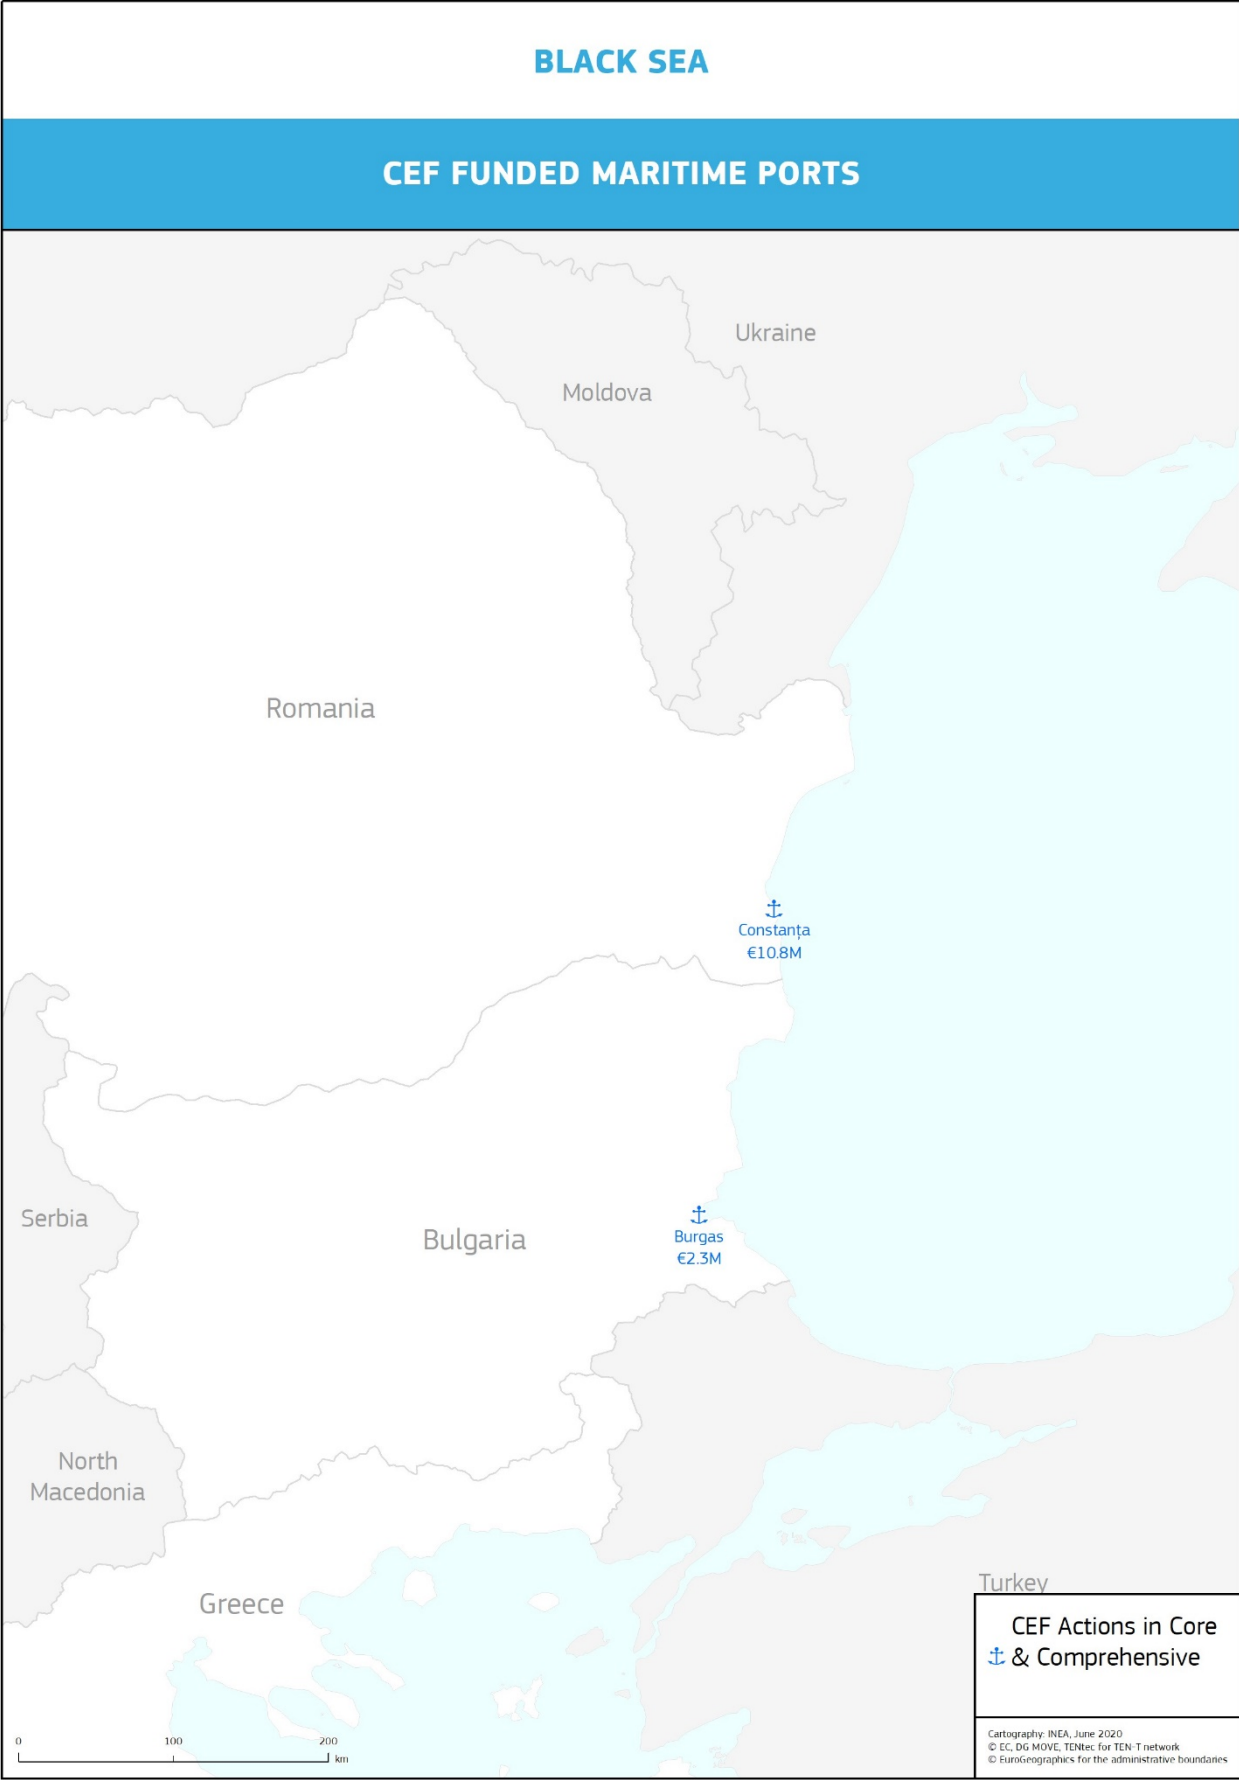 BLACK SEA
CEF FUNDED MARITIME PORTS
Ukraine
Moldova
Romania
Constanța
€10.8M
Serbia
Bulgaria
Burgas
€2.3M
North
Macedonia
Greece
Turkey
CEF Actions in Core
& Comprehensive
0 100 200
km
Cartography: INEA, June 2020
© EC, DG MOVE, TENtec for TEN-T network
© EuroGeographics for the administrative boundaries